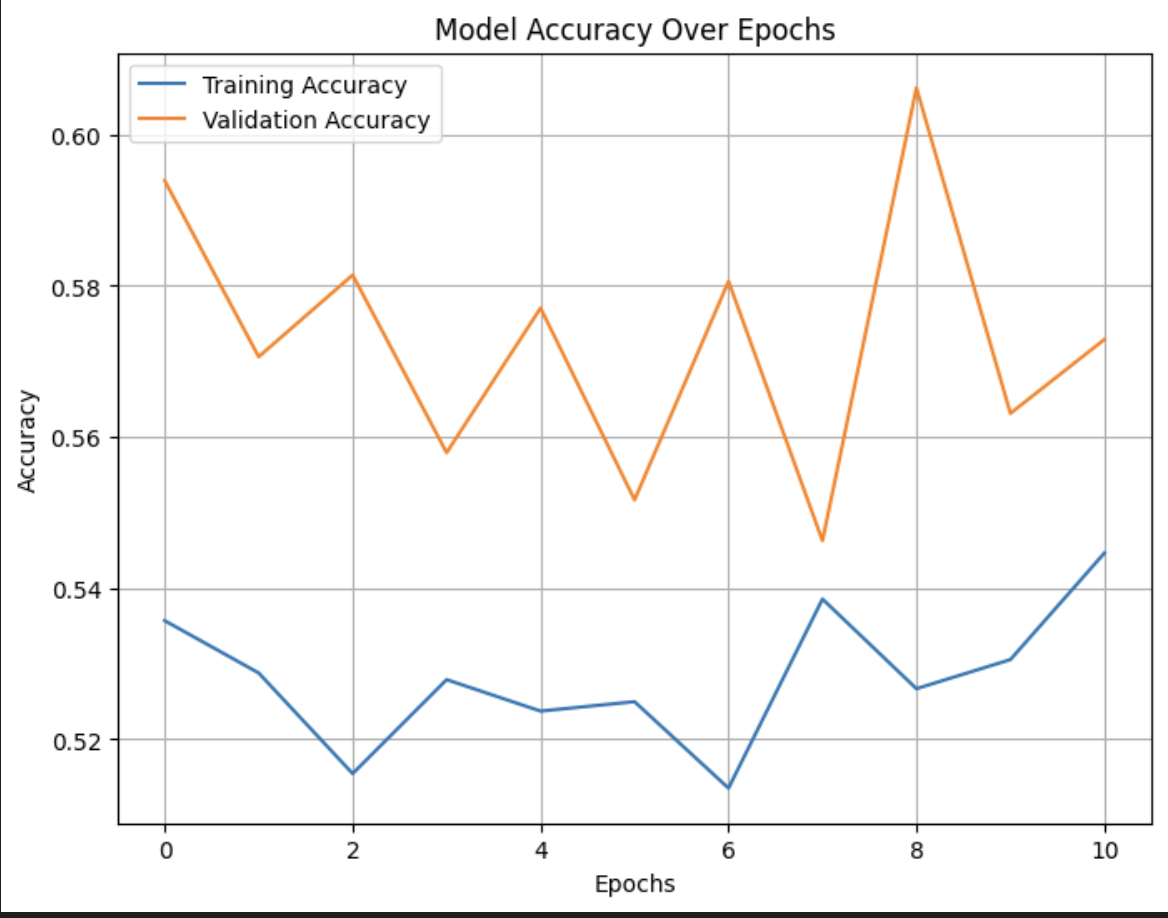 Model Accuracy Over Epochs
Training Accuracy
Validation Accuracy
0.60
0.58
0.56
0.54
0.52
Accuracy
0 2 4 6 8 10
Epochs